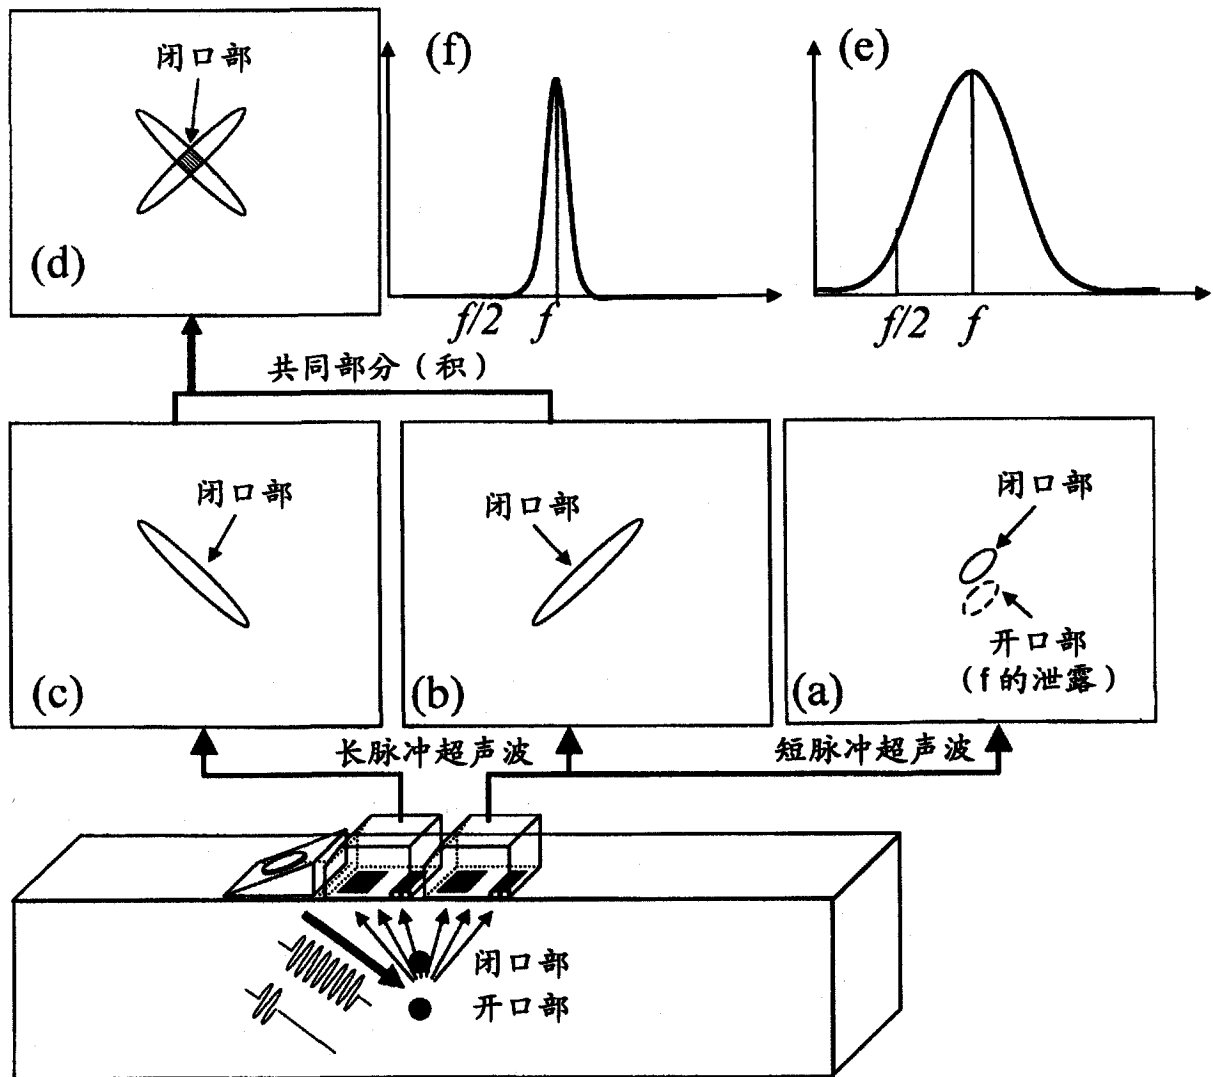 闭口部
(d)
(f)
f/2 f
(e)
f/2 f
共同部分(积)
闭口部
(c)
闭口部
(b)
闭口部
开口部
(f的泄露)
(a)
长脉冲超声波
短脉冲超声波
闭口部
开口部